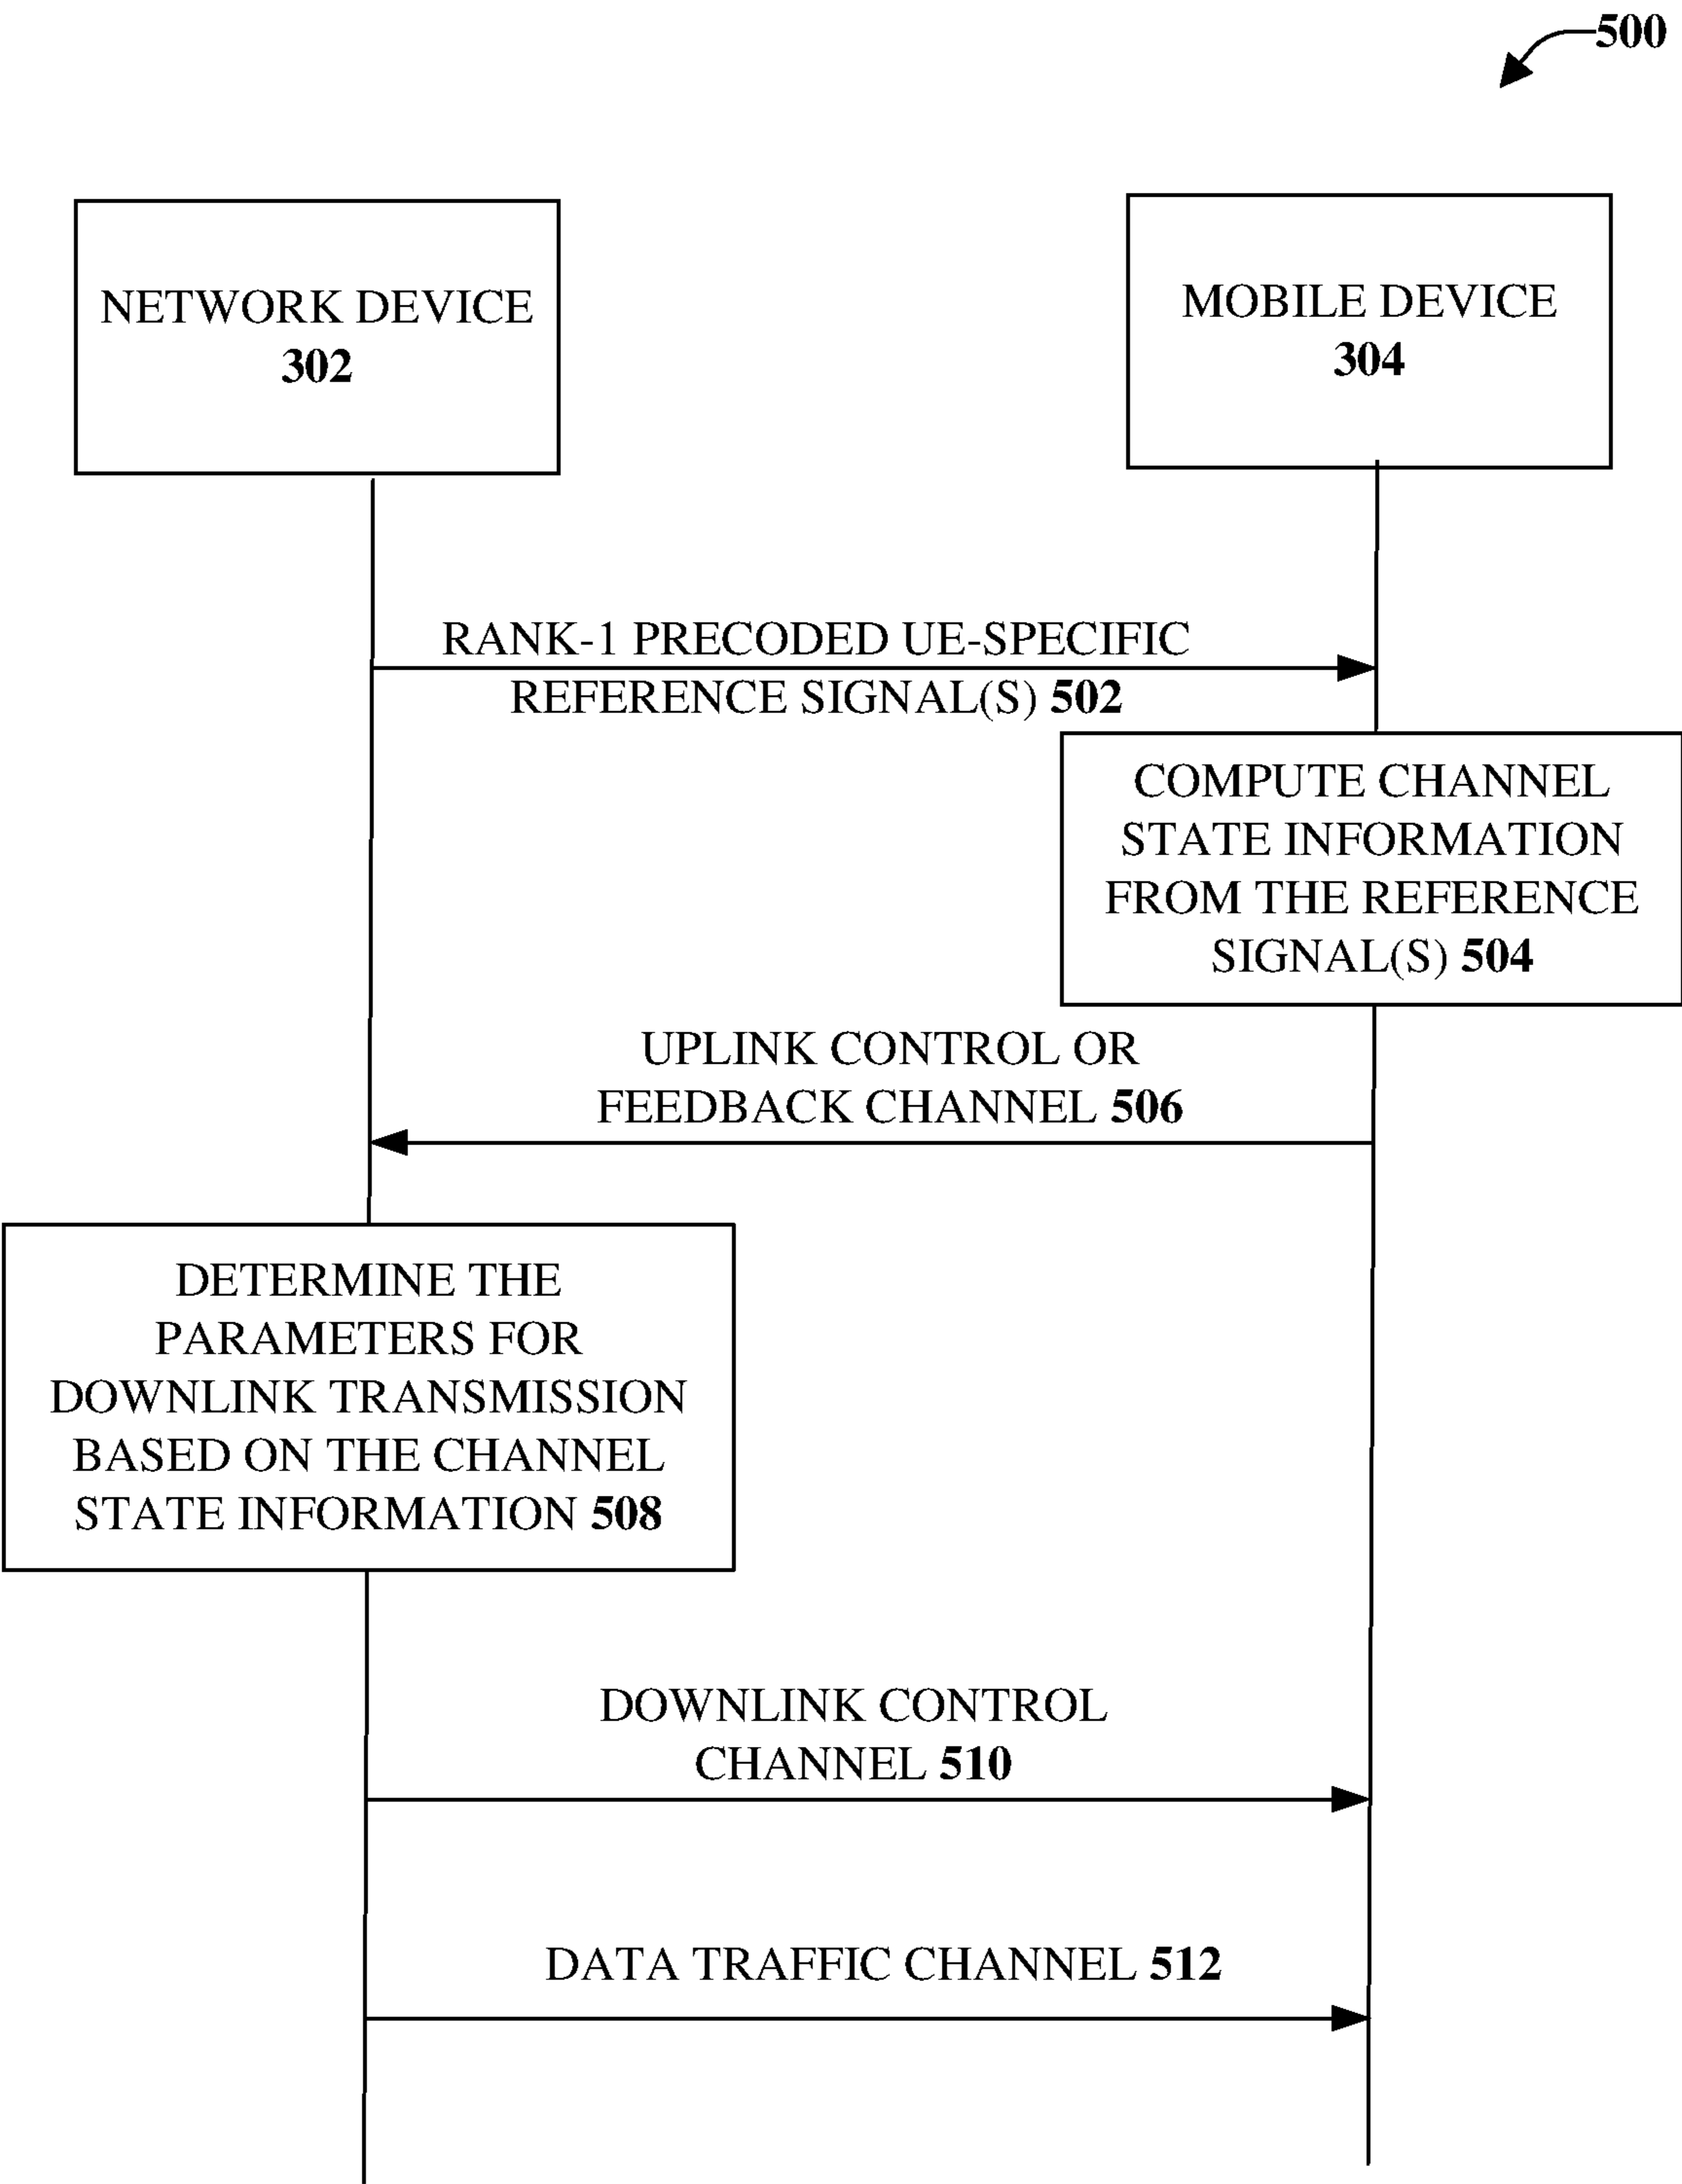 500
NETWORK DEVICE
302
MOBILE DEVICE
304
RANK-1 PRECODED UE-SPECIFIC
REFERENCE SIGNAL(S) 502
COMPUTE CHANNEL
STATE INFORMATION
FROM THE REFERENCE
SIGNAL(S) 504
UPLINK CONTROL OR
FEEDBACK CHANNEL 506
DETERMINE THE
PARAMETERS FOR
DOWNLINK TRANSMISSION
BASED ON THE CHANNEL
STATE INFORMATION 508
DOWNLINK CONTROL
CHANNEL 510
DATA TRAFFIC CHANNEL 512